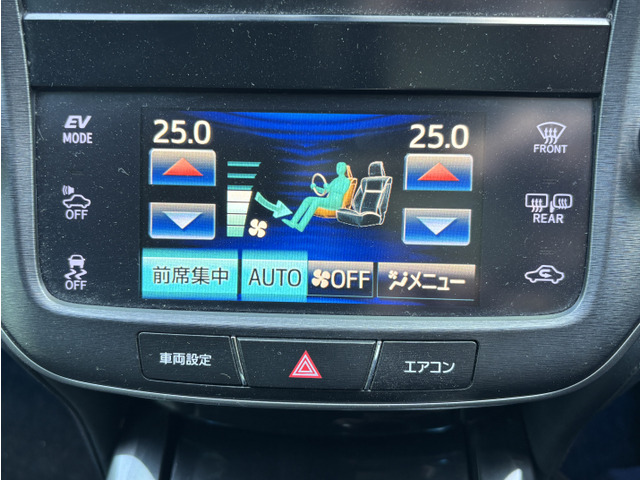 EV
MODE
25.0
25.0
FRONT
OFF
REAR
OFF
前席集中
AUTO
OFF
メニュー
車両設定
エアコン